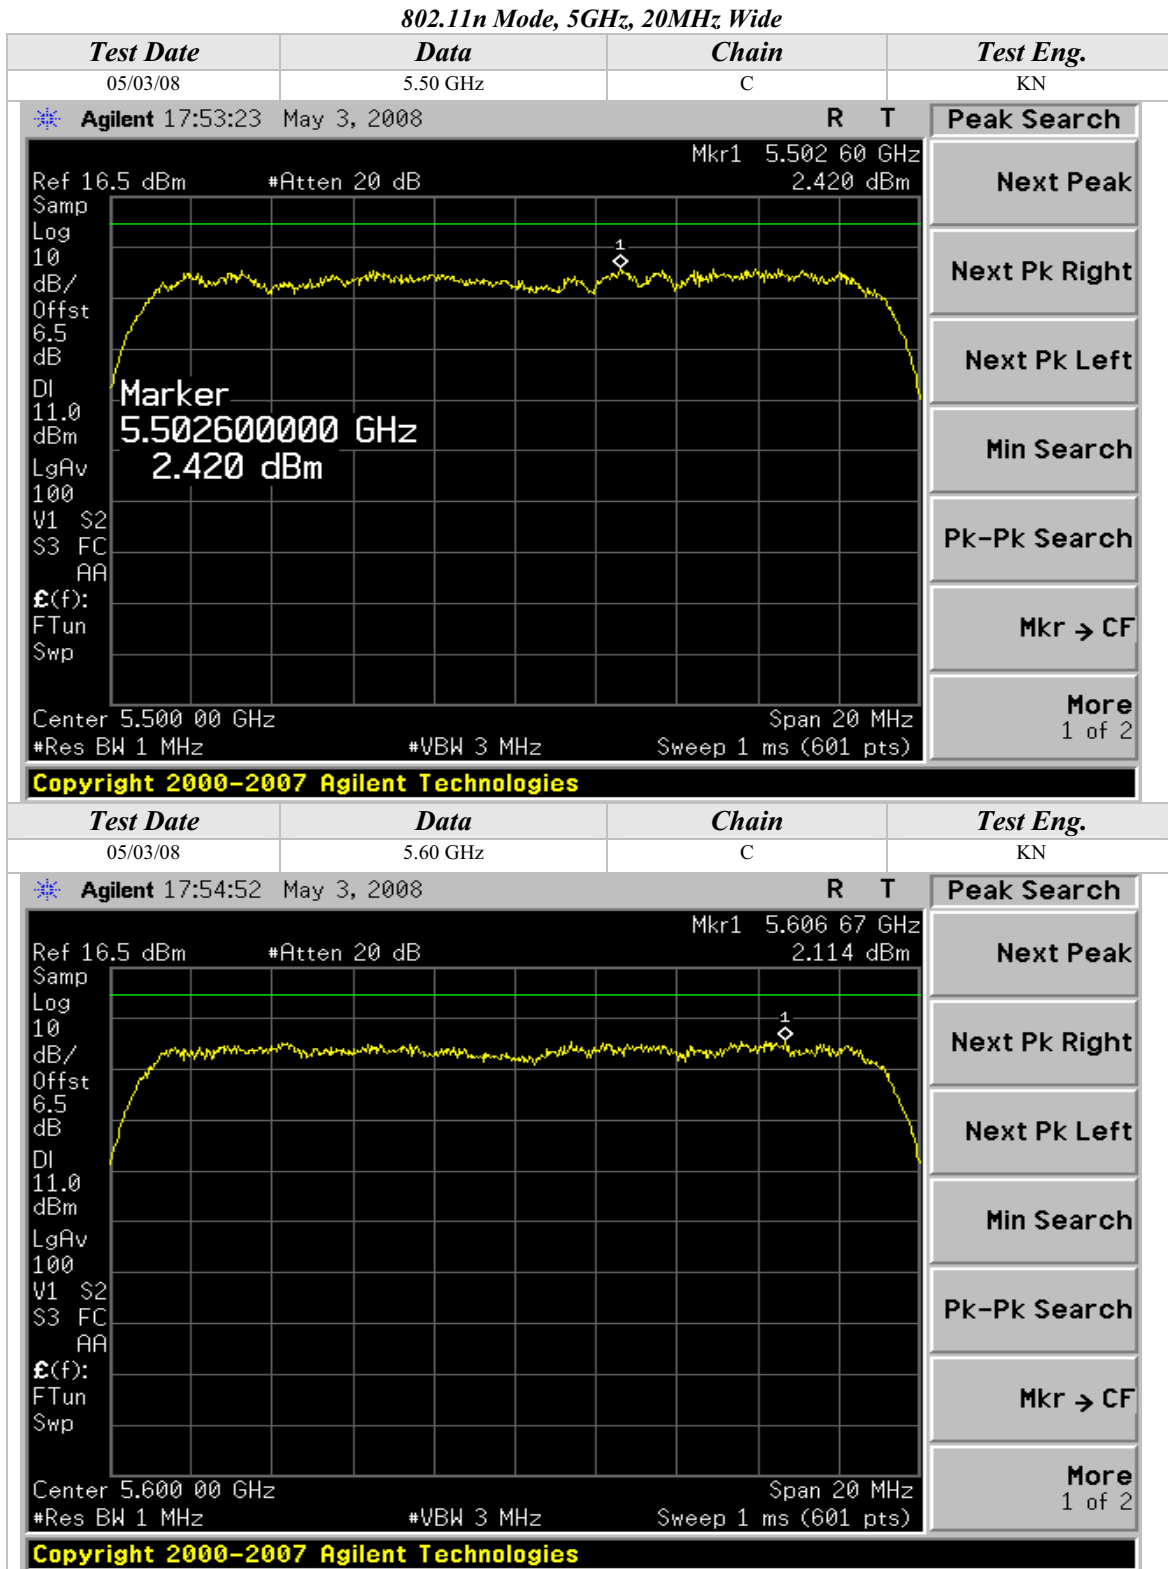 802.11n Mode, 5GHz, 20MHz Wide
Test Date Data Chain Test Eng.
05/03/08 5.50 GHz C KN
Agilent 17:53:23 May 3, 2008 R T Peak Search
Mkr1 5.502 60 GHz
Ref 16.5 dBm #Atten 20 dB 2.420 dBm
Samp
Log
10
dB/
Offst
6.5
dB
DI
11.0
dBm
LgAv
100
V1 S2
S3 FC
AA
£(f):
FTun
Swp
1
Marker
5.502600000 GHz
2.420 dBm
Center 5.500 00 GHz Span 20 MHz
#Res BW 1 MHz #VBW 3 MHz Sweep 1 ms (601 pts)
Next Peak
Next Pk Right
Next Pk Left
Min Search
Pk-Pk Search
Mkr → CF
More
1 of 2
Copyright 2000-2007 Agilent Technologies
Test Date Data Chain Test Eng.
05/03/08 5.60 GHz C KN
Agilent 17:54:52 May 3, 2008 R T Peak Search
Mkr1 5.606 67 GHz
Ref 16.5 dBm #Atten 20 dB 2.114 dBm
Samp
Log
10
dB/
Offst
6.5
dB
DI
11.0
dBm
LgAv
100
V1 S2
S3 FC
AA
£(f):
FTun
Swp
1
Center 5.600 00 GHz Span 20 MHz
#Res BW 1 MHz #VBW 3 MHz Sweep 1 ms (601 pts)
Next Peak
Next Pk Right
Next Pk Left
Min Search
Pk-Pk Search
Mkr → CF
More
1 of 2
Copyright 2000-2007 Agilent Technologies